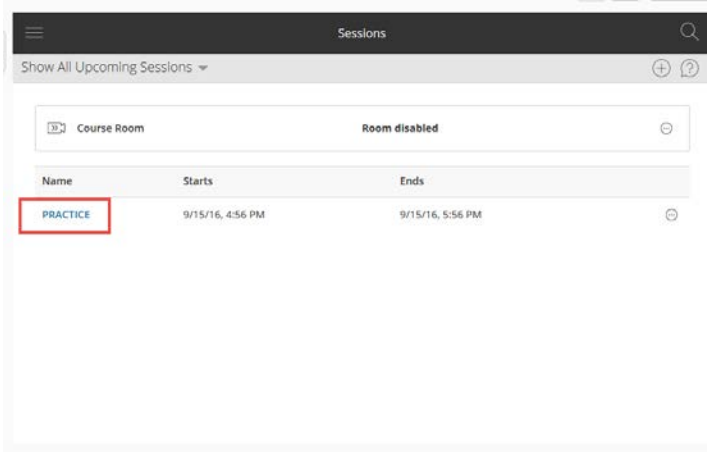 Sessions
Show All Upcoming Sessions
Course Room Room disabled
Name Starts Ends
PRACTICE 9/15/16, 4:56 PM 9/15/16, 5:56 PM